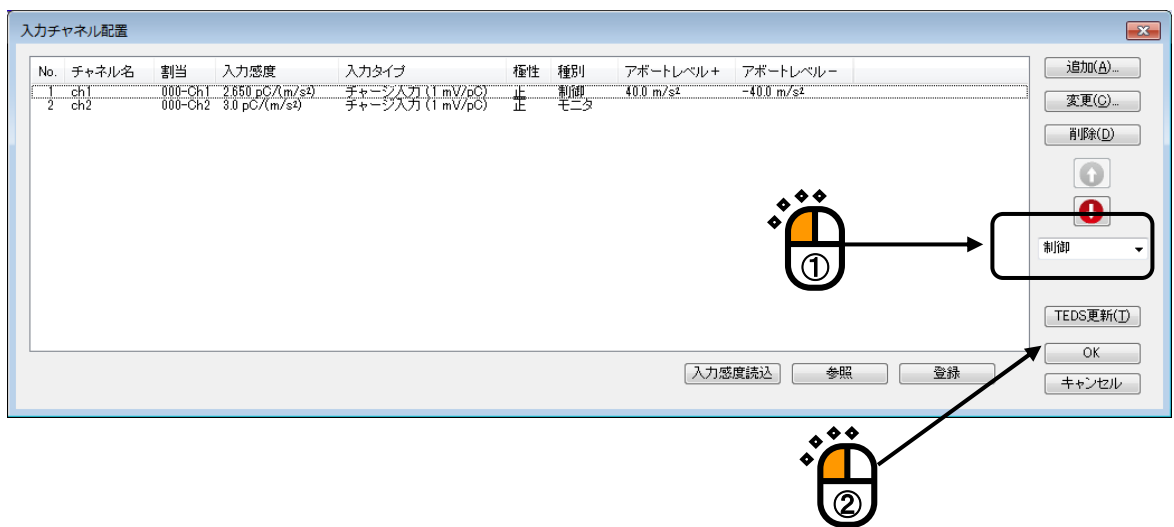 入力チャネル配置
No. チャネル名 割当 入力感度 入力タイプ 極性 種別 アボートレベル+ アボートレベル-
1 ch1 000-Ch1 2.650 pC/(m/s²) チャージ入力 (1 mV/pC) 正 制御 40.0 m/s² -40.0 m/s²
2 ch2 000-Ch2 3.0 pC/(m/s²) チャージ入力 (1 mV/pC) 正 モニタ
追加(A)...
変更(C)...
削除(D)
制御
①
TEDS更新(T)
OK
キャンセル
入力感度読込 参照 登録
②